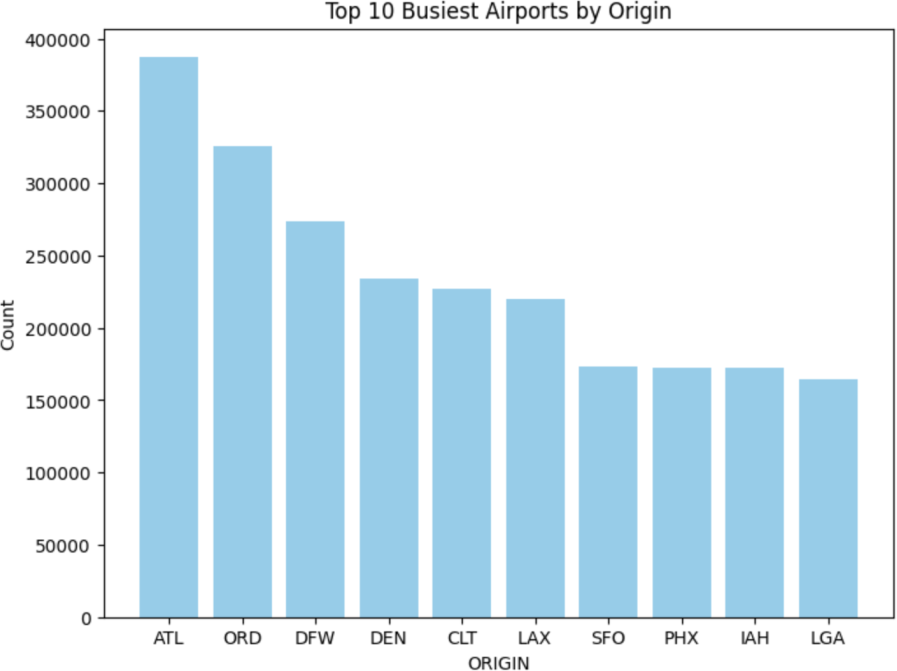 Top 10 Busiest Airports by Origin
400000
350000
300000
250000
200000
150000
100000
50000
0
Count
ATL ORD DFW DEN CLT LAX SFO PHX IAH LGA
ORIGIN